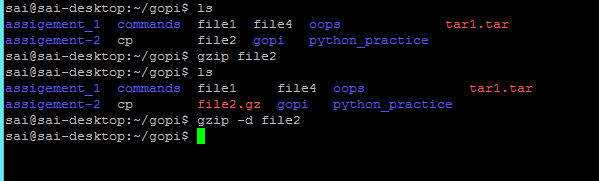 sai@sai-desktop:~/gopi$ ls
assigement_1  commands  file1  file4  oops             tar1.tar
assigement-2  cp        file2  gopi   python_practice
sai@sai-desktop:~/gopi$ gzip file2
sai@sai-desktop:~/gopi$ ls
assigement_1  commands  file1     file4  oops             tar1.tar
assigement-2  cp        file2.gz  gopi   python_practice
sai@sai-desktop:~/gopi$ gzip -d file2
sai@sai-desktop:~/gopi$